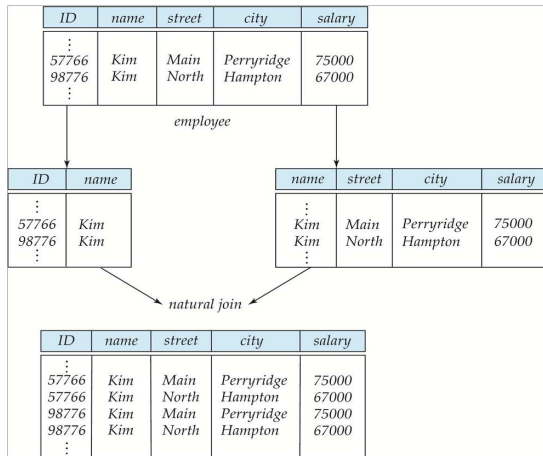 ID name street city salary
⋮
57766 Kim Main Perryridge 75000
98776 Kim North Hampton 67000
⋮
employee
ID name
⋮
57766 Kim
98776 Kim
⋮
name street city salary
⋮
Kim Main Perryridge 75000
Kim North Hampton 67000
⋮
natural join
ID name street city salary
⋮
57766 Kim Main Perryridge 75000
57766 Kim North Hampton 67000
98776 Kim Main Perryridge 75000
98776 Kim North Hampton 67000
⋮